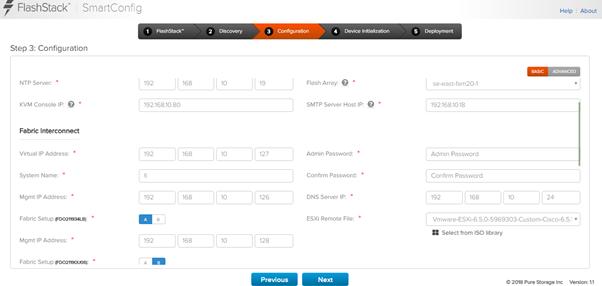 FlashStack™ SmartConfig
Help : About
1 FlashStack™ 2 Discovery 3 Configuration 4 Device Initialization 5 Deployment
Step 3: Configuration
BASIC ADVANCED
NTP Server: * 192 168 10 19 Flash Array: ? * se-east-fsm20-1
KVM Console IP: ? * 192.168.10.80 SMTP Server Host IP: ? * 192.168.10.18
Fabric Interconnect
Virtual IP Address: * 192 168 10 127 Admin Password: * Admin Password
System Name: * Confirm Password: * Confirm Password
Mgmt IP Address: * 192 168 10 126 DNS Server IP: * 192 168 10 24
Fabric Setup * A B ESXi Remote File: * Vmware-ESXi-6.5.0-5969303-Custom-Cisco-6.5.
Select from ISO library
Mgmt IP Address: * 192 168 10 128
Fabric Setup * A B
Previous Next
© 2018 Pure Storage Inc Version: 1.1